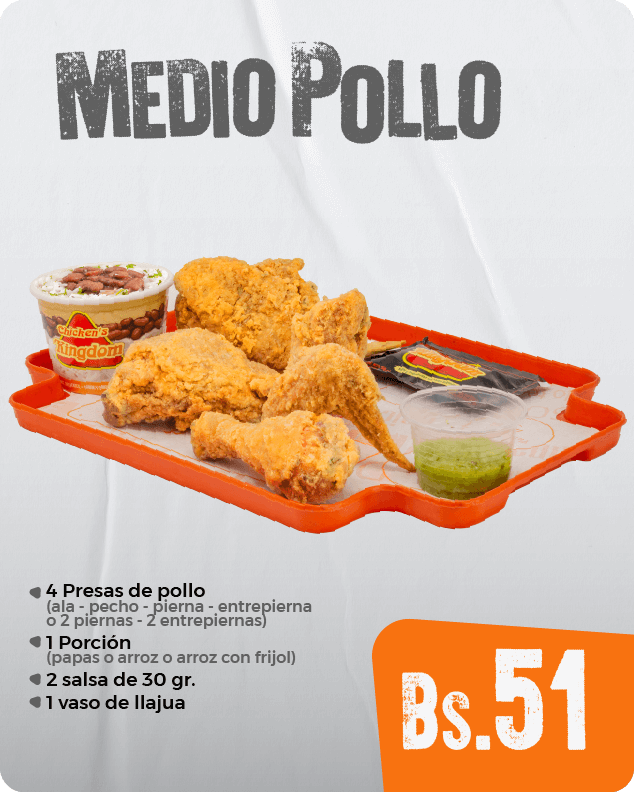 MEDIO POLLO
Chicken's
Kingdom
4 Presas de pollo
(ala - pecho - pierna - entrepierna
o 2 piernas - 2 entrepiernas)
1 Porción
(papas o arroz o arroz con frijol)
2 salsa de 30 gr.
1 vaso de llajua
Bs.51